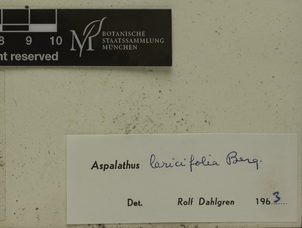 8 9 10
nt reserved
BOTANISCHE
STAATSSAMMLUNG
MÜNCHEN
Aspalathus laricifolia Berg.
Det. Rolf Dahlgren 1963